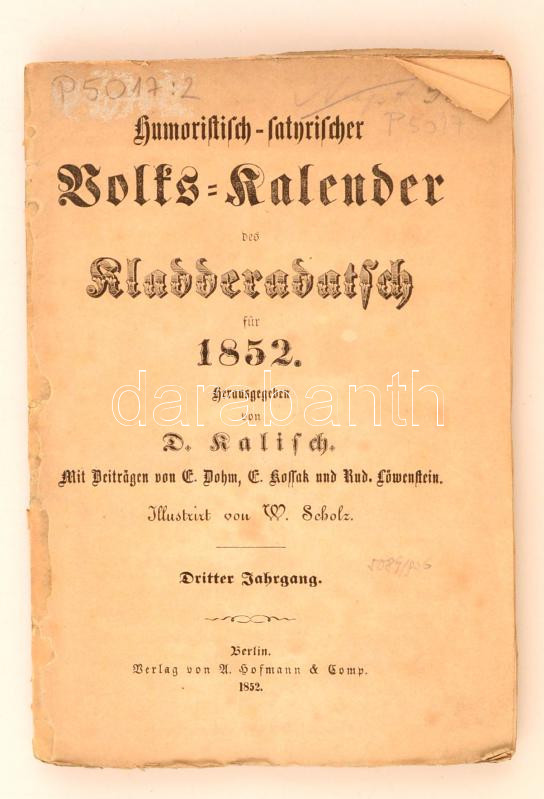 P5017:2
P5017
Humoristisch-satyrischer
Volks-Kalender
des
Kladderadatsch
für
1852.
Herausgegeben
von
D. Kalisch.
Mit Beiträgen von E. Dohm, E. Kossak und Rud. Löwenstein.
Illustrirt von W. Scholz.
Dritter Jahrgang.
Berlin.
Verlag von A. Hofmann & Comp.
1852.
darabanth